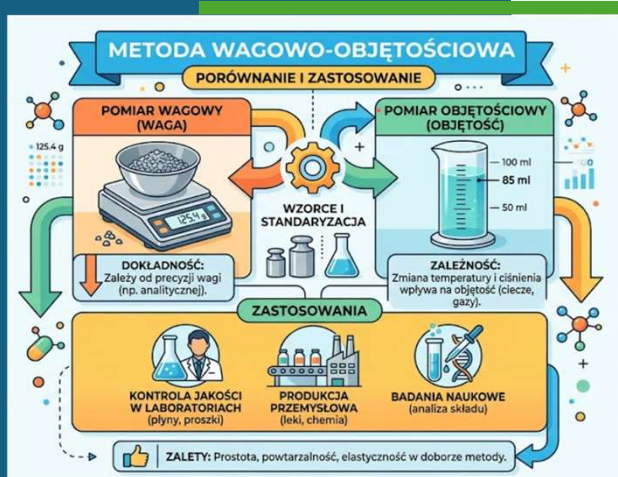 METODA WAGOWO-OBJĘTOŚCIOWA
PORÓWNANIE I ZASTOSOWANIE
POMIAR WAGOWY
(WAGA)
125.4 g
125.4 g
DOKŁADNOŚĆ:
Zależy od precyzji wagi
(np. analitycznej).
WZORCE I
STANDARYZACJA
POMIAR OBJĘTOŚCIOWY
(OBJĘTOŚĆ)
100 ml
85 ml
50 ml
ZALEŻNOŚĆ:
Zmiana temperatury i ciśnienia
wpływa na objętość (ciecze,
gazy).
ZASTOSOWANIA
KONTROLA JAKOŚCI
W LABORATORIACH
(płyny, proszki)
PRODUKCJA
PRZEMYSŁOWA
(leki, chemia)
BADANIA NAUKOWE
(analiza składu)
ZALETY: Prostota, powtarzalność, elastyczność w doborze metody.